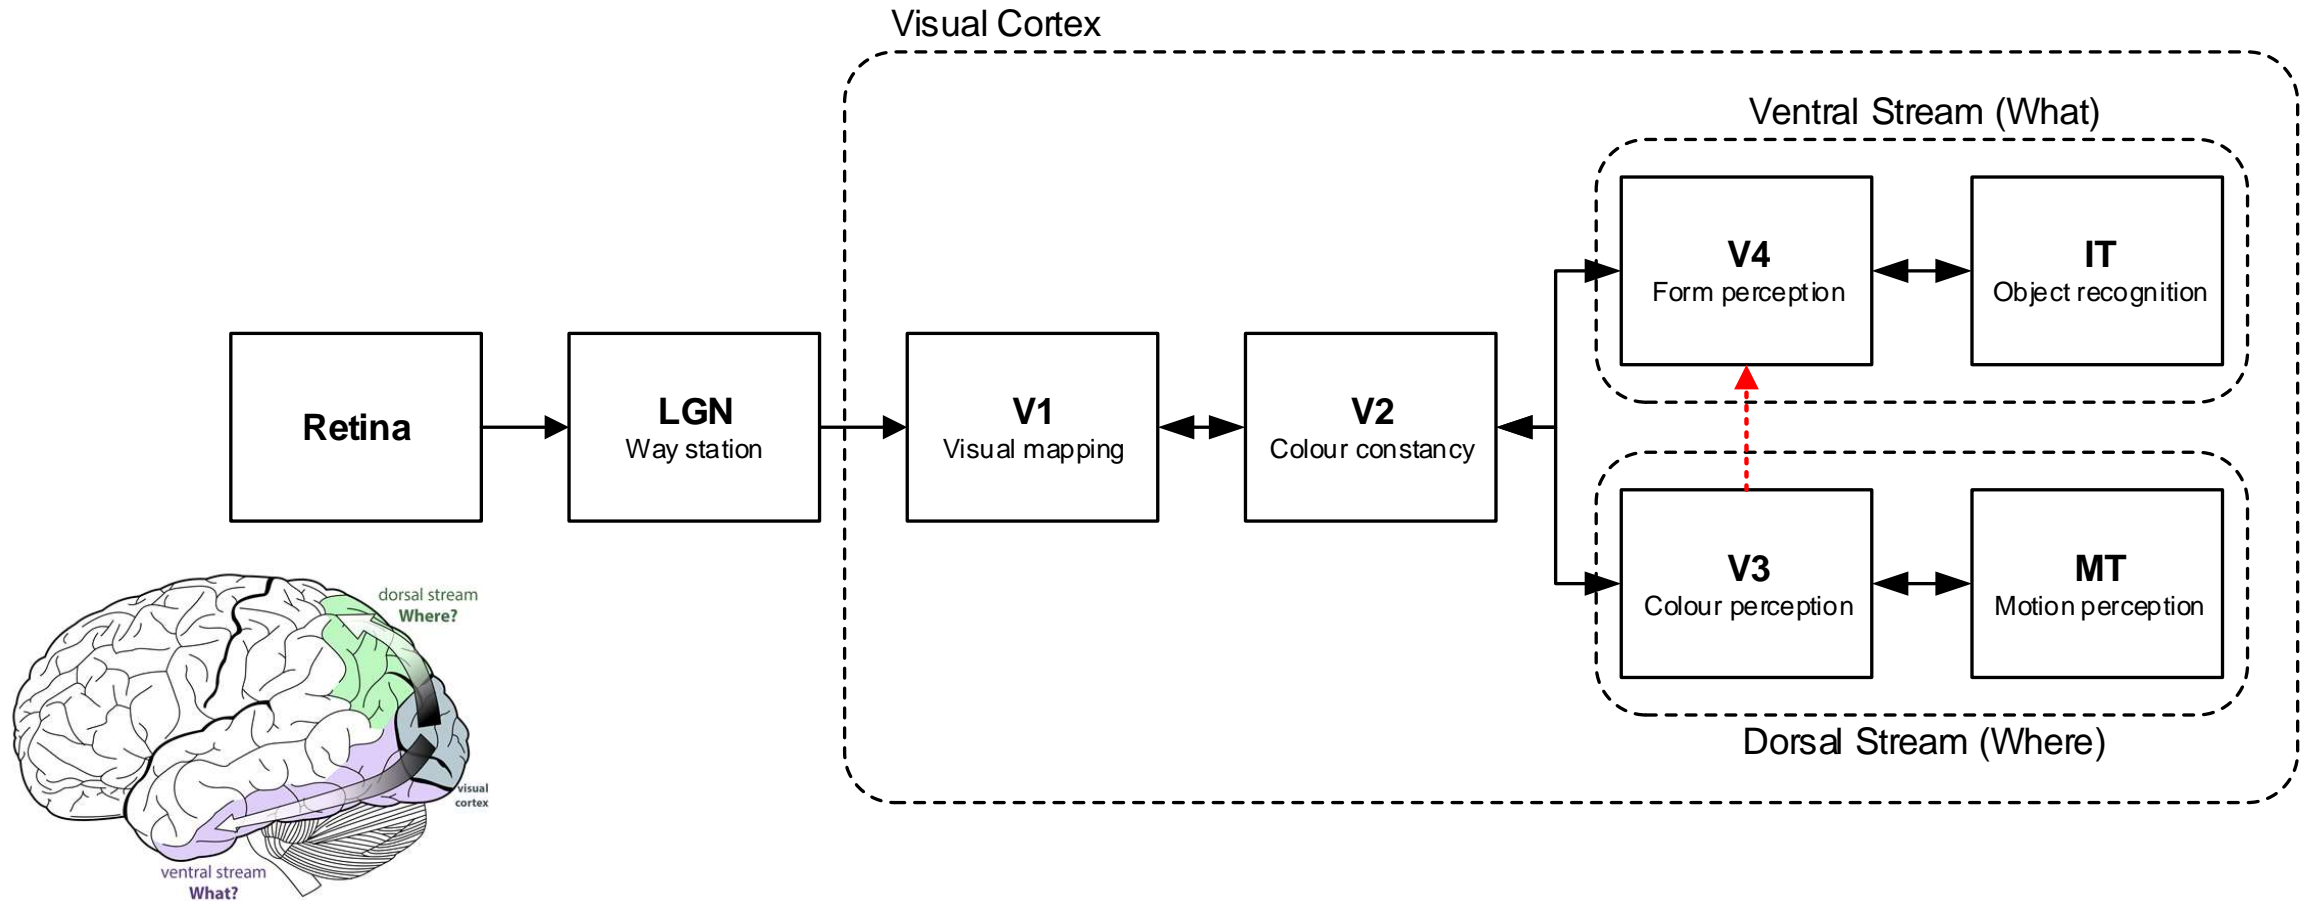 Visual Cortex
Ventral Stream (What)
V4
Form perception
IT
Object recognition
Retina
LGN
Way station
V1
Visual mapping
V2
Colour constancy
V3
Colour perception
MT
Motion perception
Dorsal Stream (Where)
dorsal stream
Where?
visual
cortex
ventral stream
What?